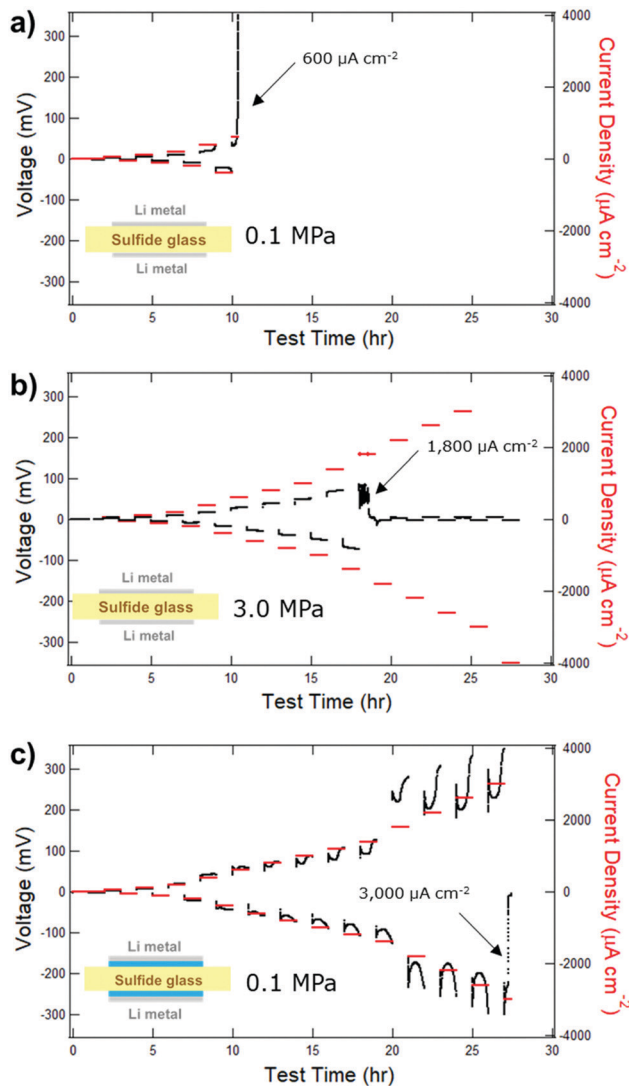 a)
300
200
100
0
-100
-200
-300
Voltage (mV)
4000
2000
0
-2000
-4000
Current Density (μA cm-2)
600 μA cm-2
Li metal
Sulfide glass
Li metal
0.1 MPa
0 5 10 15 20 25 30
Test Time (hr)
b)
300
200
100
0
-100
-200
-300
Voltage (mV)
4000
2000
0
-2000
-4000
Current Density (μA cm-2)
1,800 μA cm-2
Li metal
Sulfide glass
Li metal
3.0 MPa
0 5 10 15 20 25 30
Test Time (hr)
c)
300
200
100
0
-100
-200
-300
Voltage (mV)
4000
2000
0
-2000
-4000
Current Density (μA cm-2)
3,000 μA cm-2
Li metal
Sulfide glass
Li metal
0.1 MPa
0 5 10 15 20 25 30
Test Time (hr)